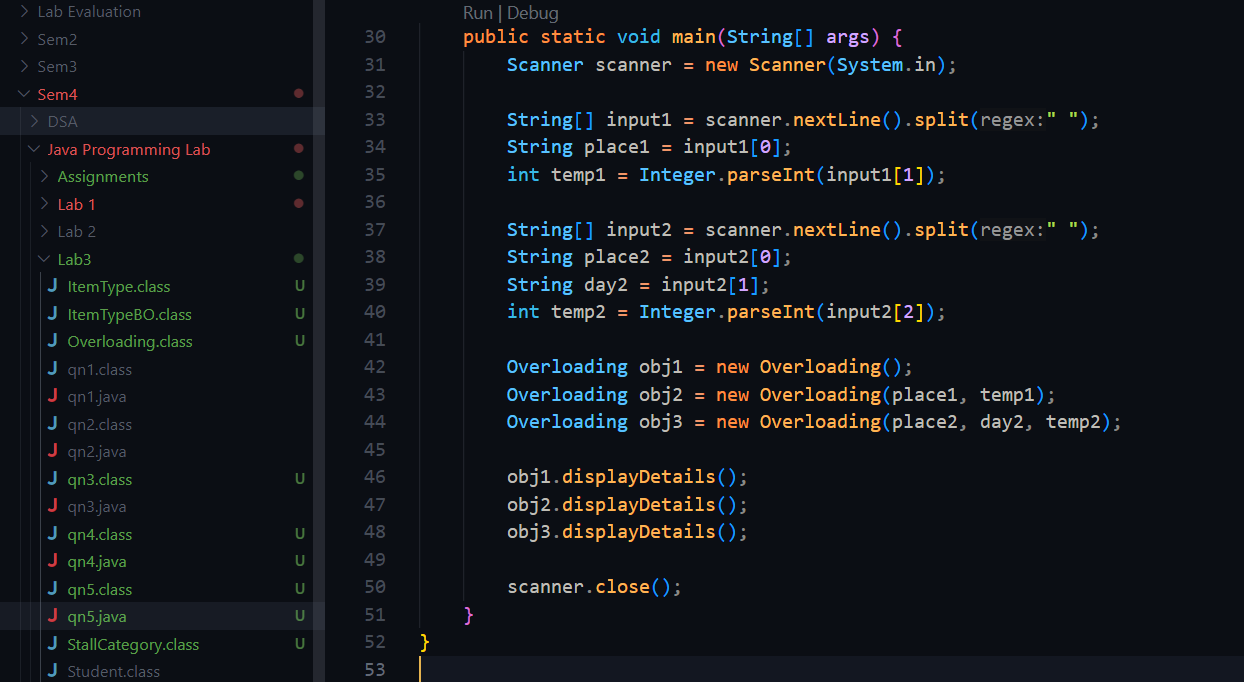 Lab Evaluation
Sem2
Sem3
Sem4
DSA
Java Programming Lab
Assignments
Lab 1
Lab 2
Lab3
J ItemType.class U
J ItemTypeBO.class U
J Overloading.class U
J qn1.class
J qn1.java
J qn2.class
J qn2.java
J qn3.class U
J qn3.java
J qn4.class U
J qn4.java U
J qn5.class U
J qn5.java U
J StallCategory.class U
J Student.class
Run | Debug
30 public static void main(String[] args) {
31 Scanner scanner = new Scanner(System.in);
32
33 String[] input1 = scanner.nextLine().split(regex:" ");
34 String place1 = input1[0];
35 int temp1 = Integer.parseInt(input1[1]);
36
37 String[] input2 = scanner.nextLine().split(regex:" ");
38 String place2 = input2[0];
39 String day2 = input2[1];
40 int temp2 = Integer.parseInt(input2[2]);
41
42 Overloading obj1 = new Overloading();
43 Overloading obj2 = new Overloading(place1, temp1);
44 Overloading obj3 = new Overloading(place2, day2, temp2);
45
46 obj1.displayDetails();
47 obj2.displayDetails();
48 obj3.displayDetails();
49
50 scanner.close();
51 }
52 }
53